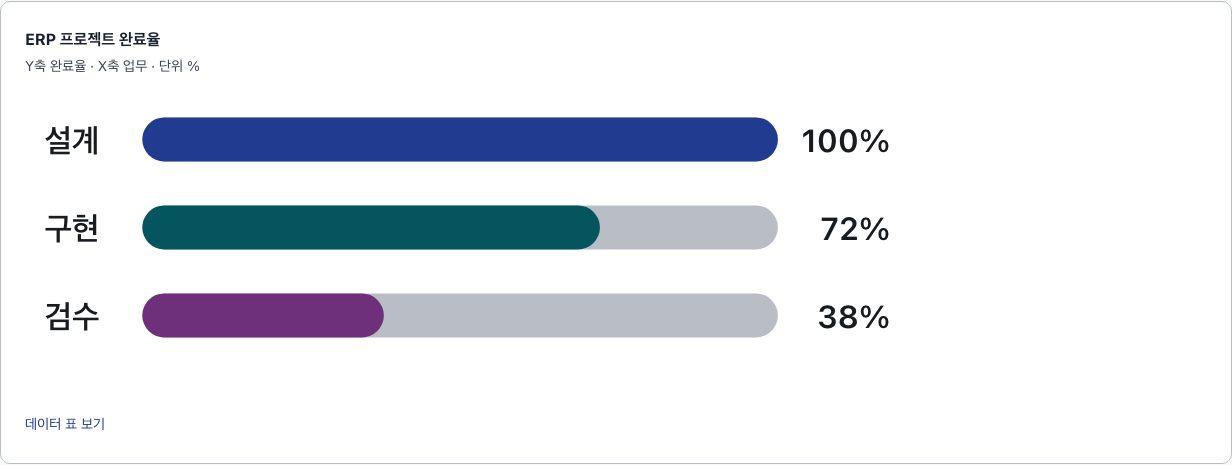 ERP 프로젝트 완료율
Y축 완료율 · X축 업무 · 단위 %
설계 100%
구현 72%
검수 38%
데이터 표 보기